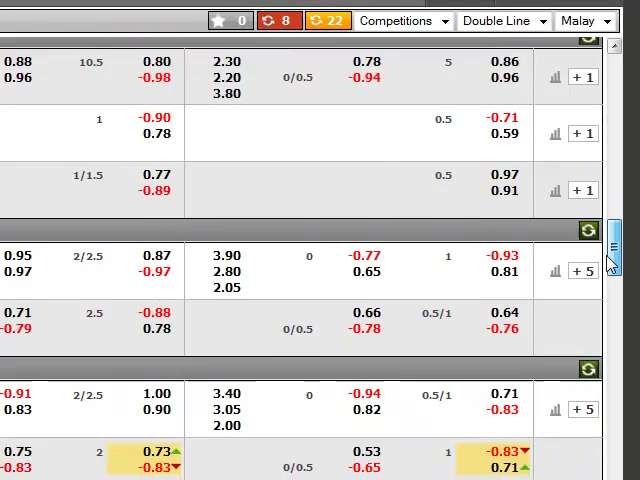 0 8 22 Competitions Double Line Malay
0.88 10.5 0.80 2.30 0.78 5 0.86
0.96 -0.98 2.20 0/0.5 -0.94 0.96 + 1
3.80
1 -0.90 0.5 -0.71
0.78 0.59 + 1
1/1.5 0.77 0.5 0.97
-0.89 0.91 + 1
0.95 2/2.5 0.87 3.90 0 -0.77 1 -0.93
0.97 -0.97 2.80 0.65 0.81 + 5
2.05
0.71 2.5 -0.88 0.66 0.5/1 0.64
-0.79 0.78 0/0.5 -0.78 -0.76
-0.91 2/2.5 1.00 3.40 0 -0.94 0.5/1 0.71
0.83 0.90 3.05 0.82 -0.83 + 5
2.00
0.75 2 0.73 0.53 1 -0.83
-0.83 -0.83 0/0.5 -0.65 0.71